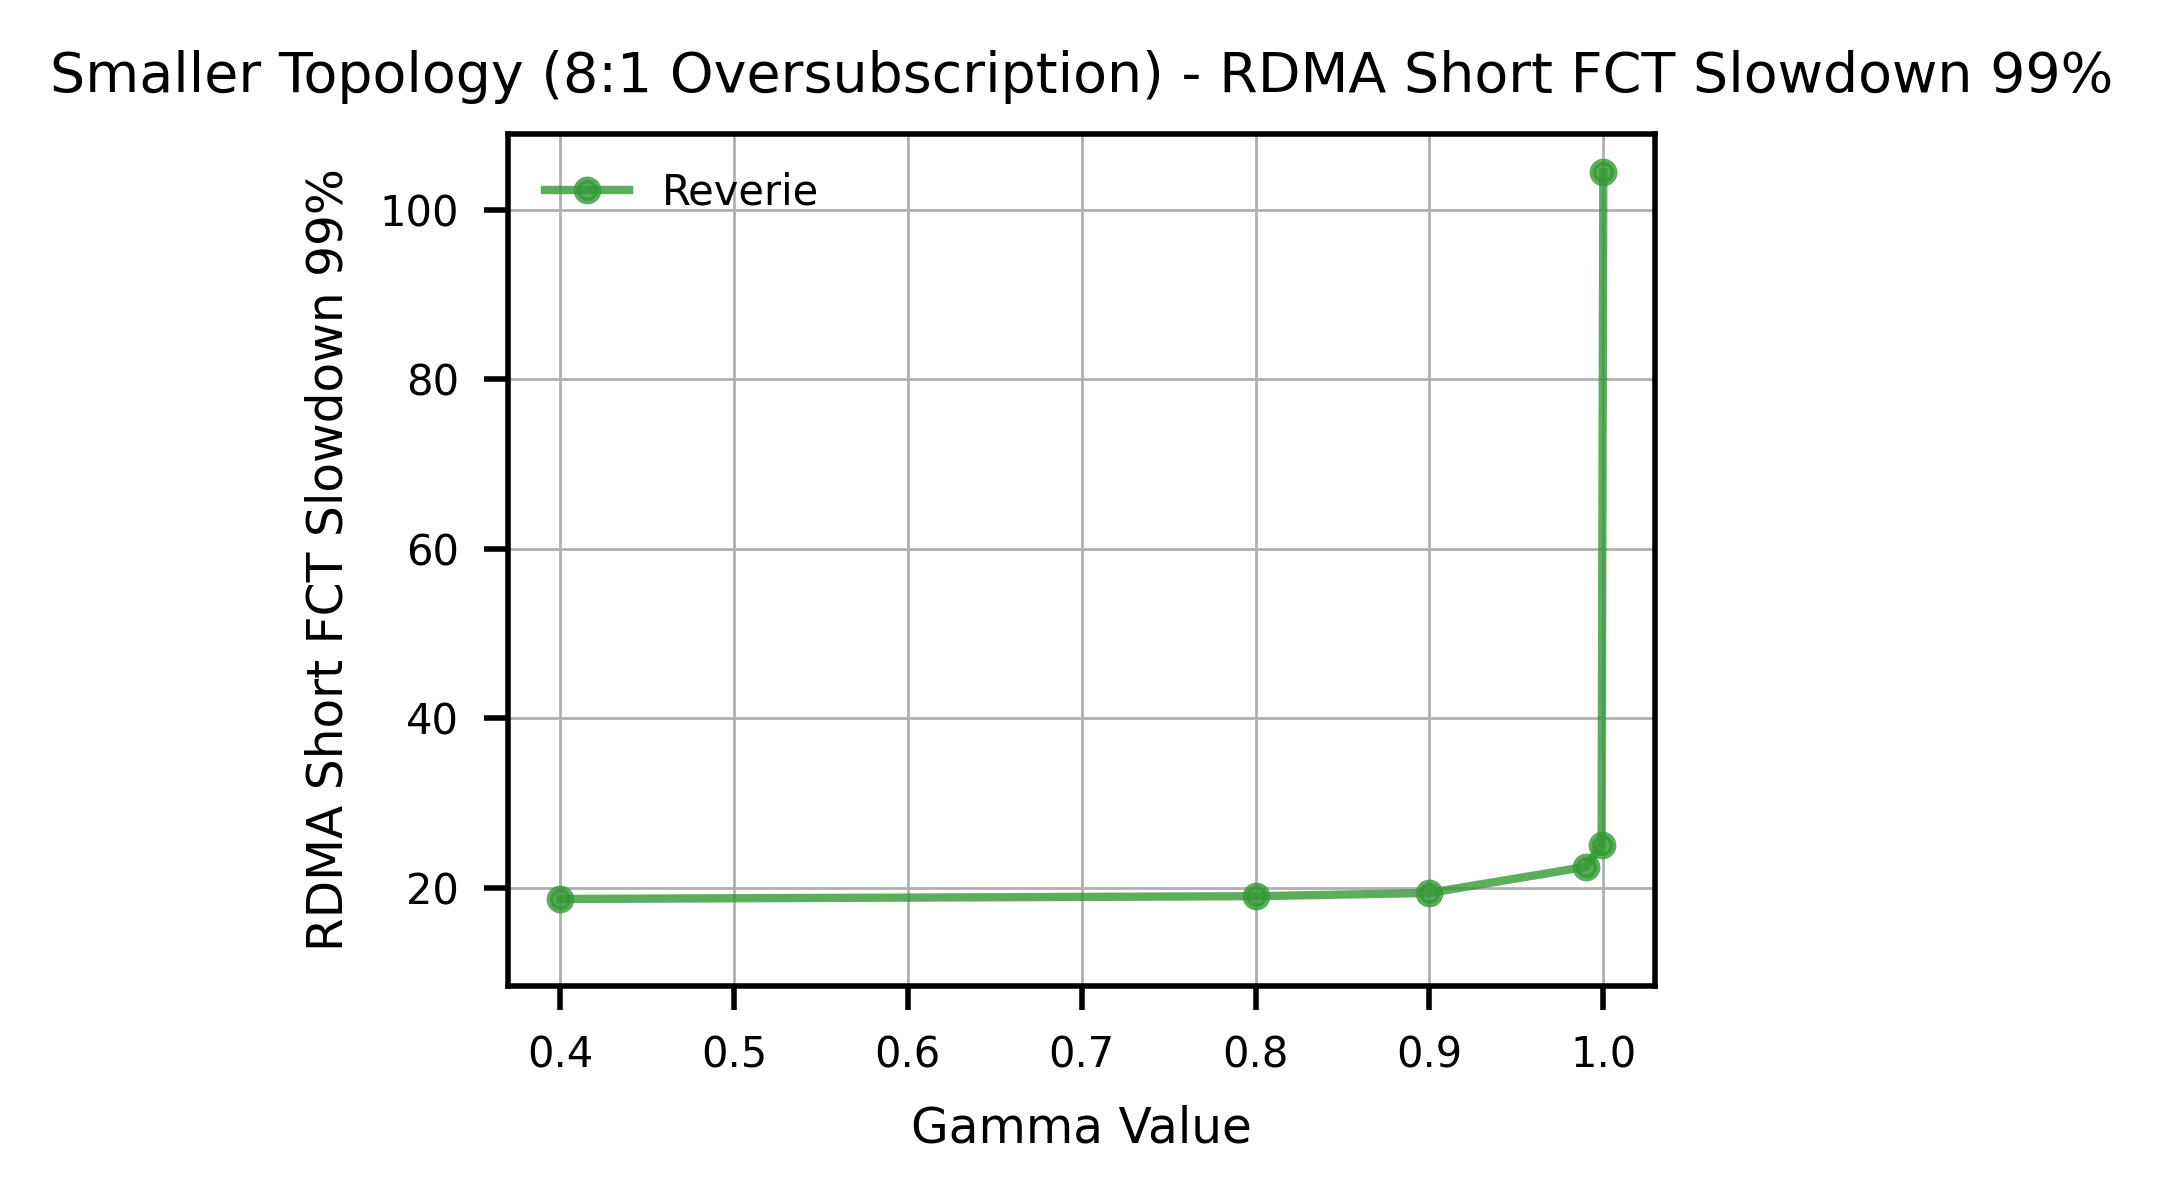 Smaller Topology (8:1 Oversubscription) - RDMA Short FCT Slowdown 99%
RDMA Short FCT Slowdown 99%
Reverie
100
80
60
40
20
0.4 0.5 0.6 0.7 0.8 0.9 1.0
Gamma Value